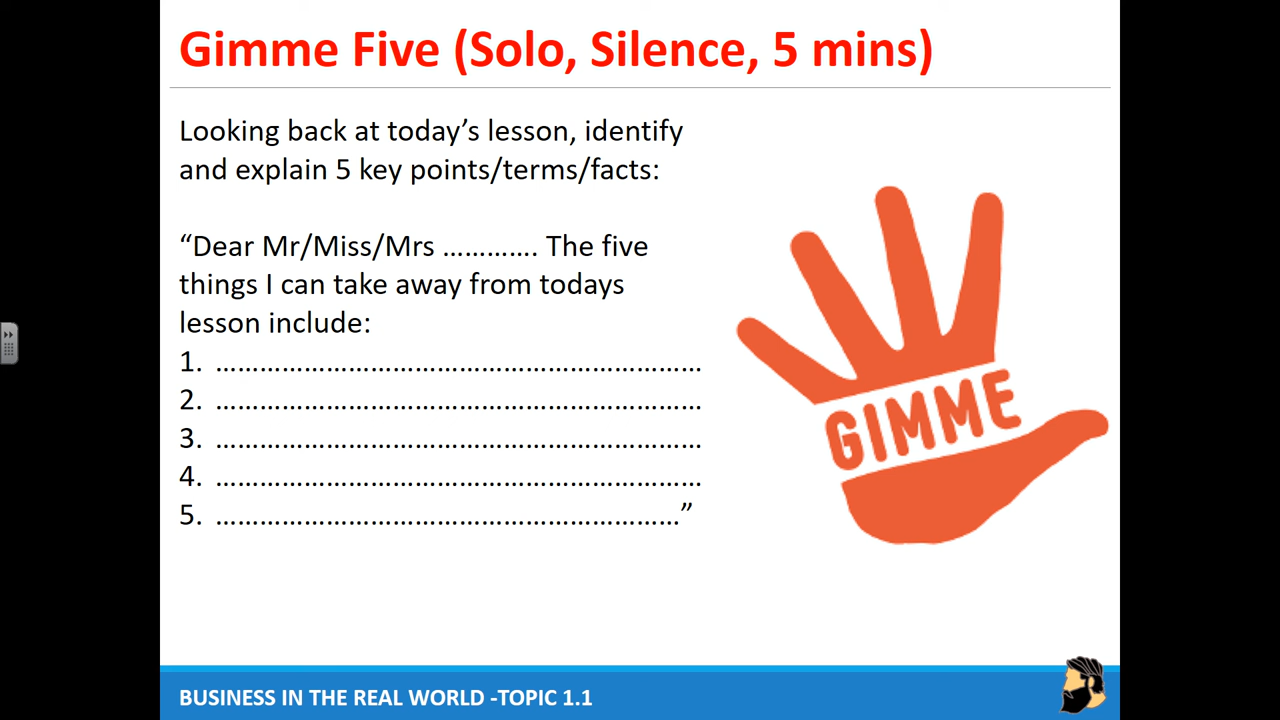 Gimme Five (Solo, Silence, 5 mins)
Looking back at today’s lesson, identify
and explain 5 key points/terms/facts:
“Dear Mr/Miss/Mrs …………. The five
things I can take away from todays
lesson include:
1. …………………………………………………………
2. …………………………………………………………
3. …………………………………………………………
4. …………………………………………………………
5. ………………………………………………………”
GIMME
BUSINESS IN THE REAL WORLD -TOPIC 1.1